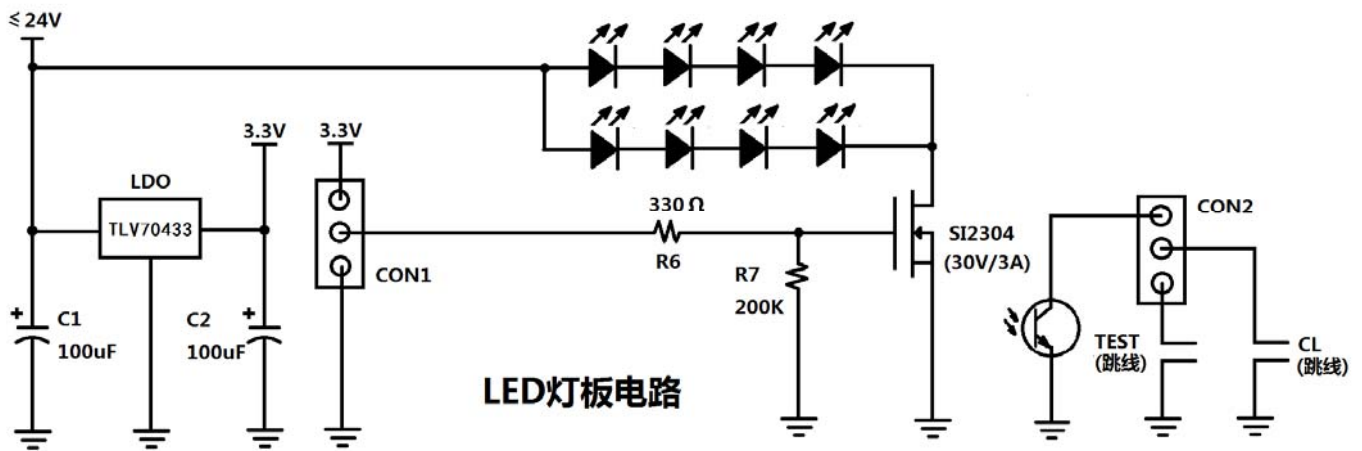 ≤24V
3.3V
3.3V
LDO
TLV70433
CON1
330Ω
R6
R7
200K
SI2304
(30V/3A)
CON2
+
C1
100uF
C2
+
100uF
TEST
(跳线)
CL
(跳线)
LED灯板电路